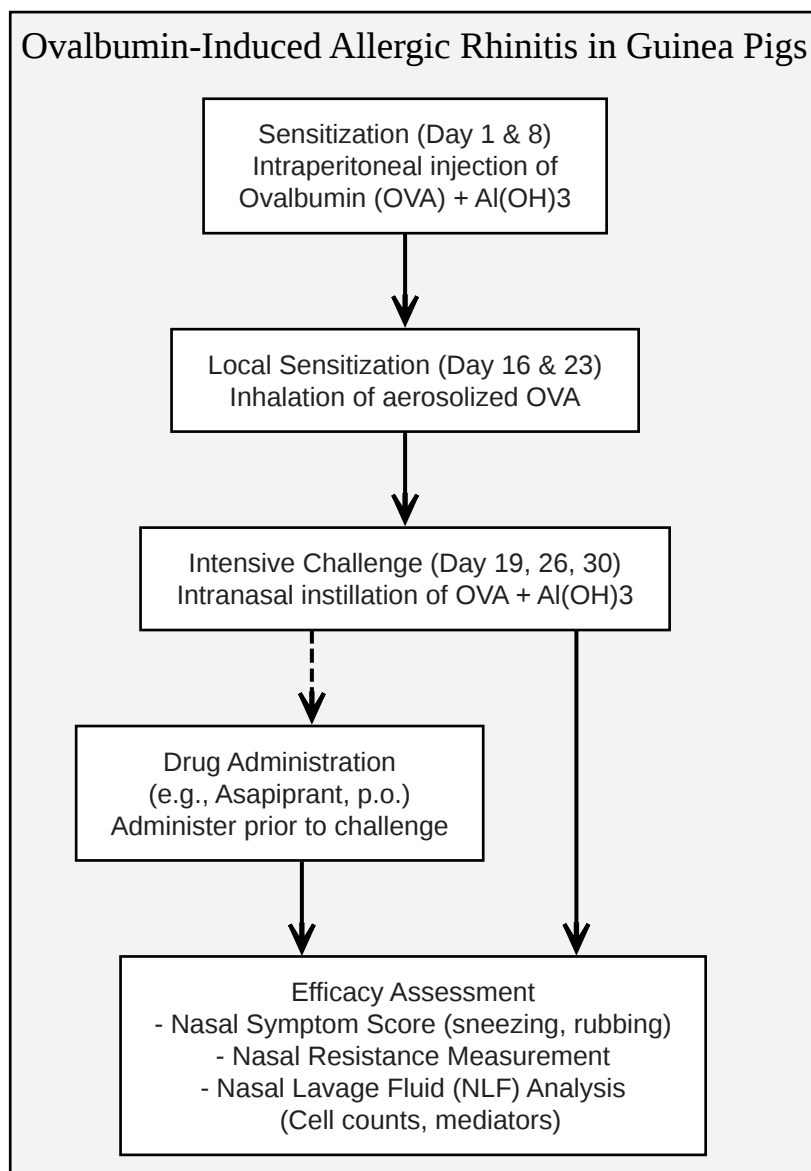 Ovalbumin-Induced Allergic Rhinitis in Guinea Pigs
Sensitization (Day 1 & 8)
Intraperitoneal injection of
Ovalbumin (OVA) + Al(OH)3
Local Sensitization (Day 16 & 23)
Inhalation of aerosolized OVA
Intensive Challenge (Day 19, 26, 30)
Intranasal instillation of OVA + Al(OH)3
Drug Administration
(e.g., Asapiprant, p.o.)
Administer prior to challenge
Efficacy Assessment
- Nasal Symptom Score (sneezing, rubbing)
- Nasal Resistance Measurement
- Nasal Lavage Fluid (NLF) Analysis
(Cell counts, mediators)